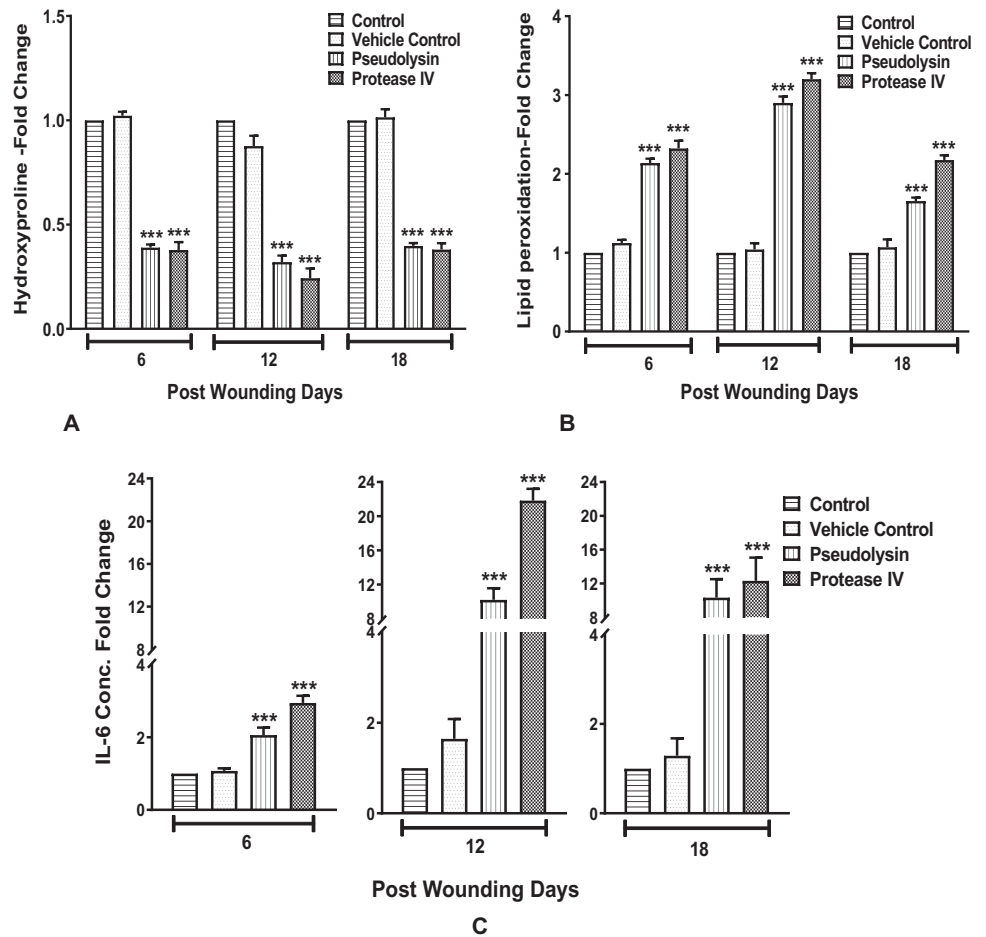 Hydroxyproline -Fold Change
1.5
1.0
0.5
0.0
Control
Vehicle Control
Pseudolysin
Protease IV
*** ***
*** ***
*** ***
6 12 18
Post Wounding Days
A
Lipid peroxidation-Fold Change
4
3
2
1
0
Control
Vehicle Control
Pseudolysin
Protease IV
*** ***
*** ***
*** ***
6 12 18
Post Wounding Days
B
IL-6 Conc. Fold Change
24
20
16
12
8
4
2
0
*** ***
6
24
20
16
12
8
4
2
0
*** ***
12
24
20
16
12
8
4
2
0
*** ***
18
Control
Vehicle Control
Pseudolysin
Protease IV
Post Wounding Days
C